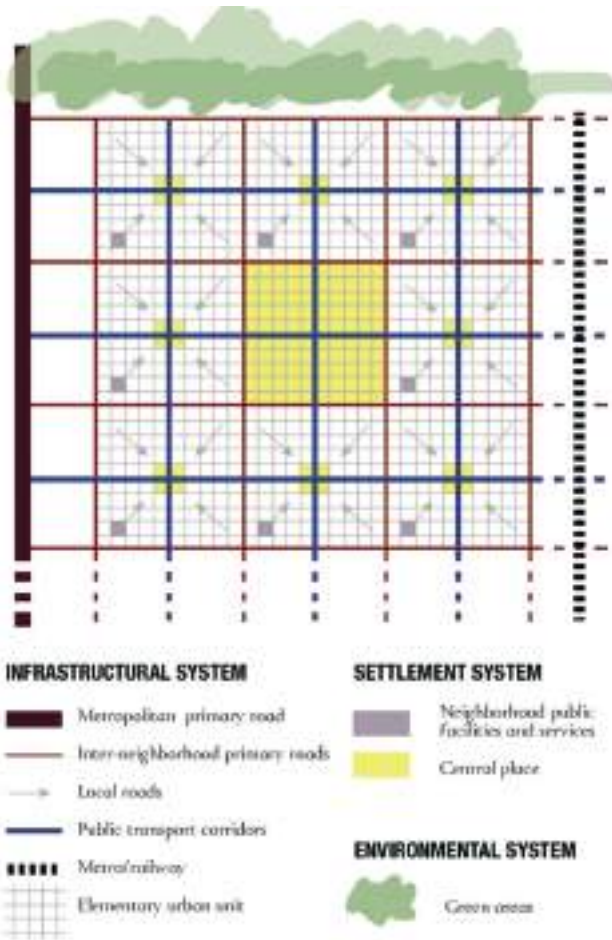 INFRASTRUCTURAL SYSTEM
Metropolitan primary road
Inter-neighborhood primary roads
Local roads
Public transport corridors
Metro/railway
Elementary urban unit
SETTLEMENT SYSTEM
Neighborhood public
facilities and services
Central place
ENVIRONMENTAL SYSTEM
Green areas